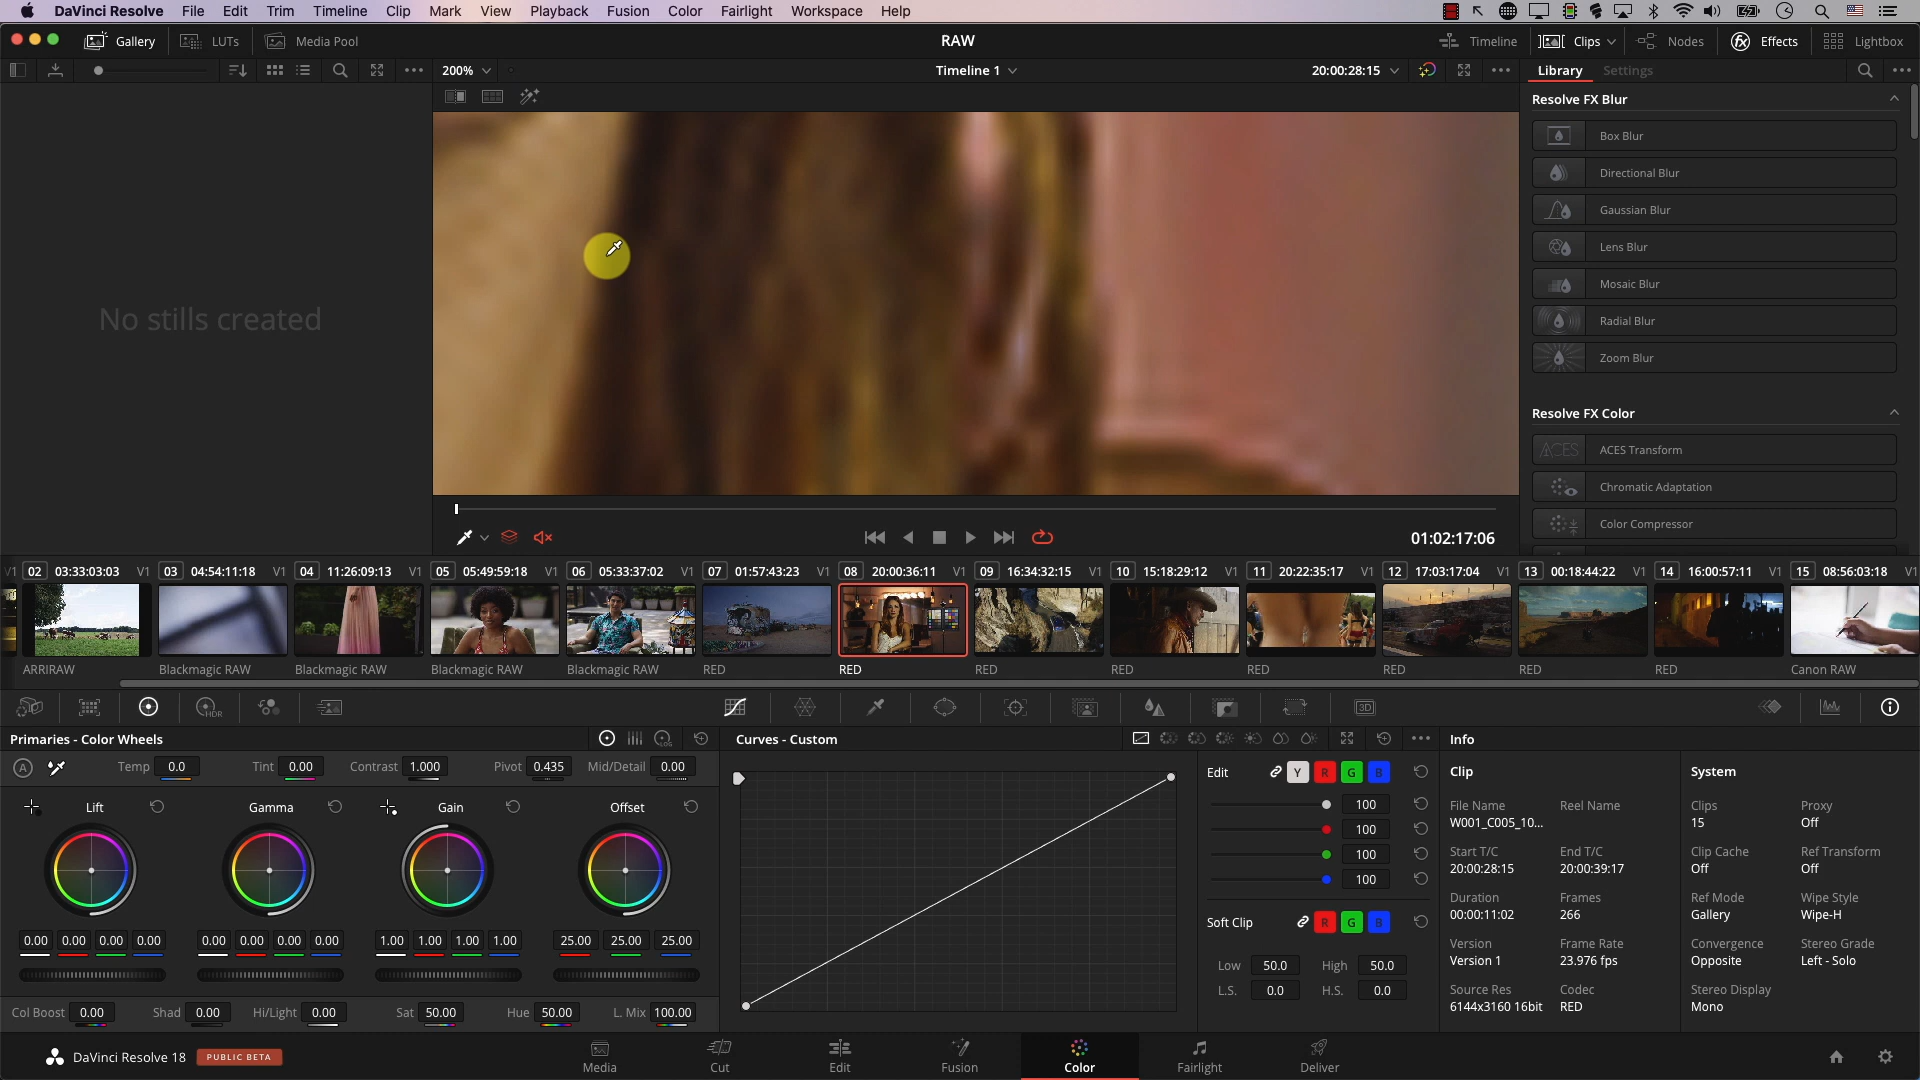 DaVinci Resolve File Edit Trim Timeline Clip Mark View Playback Fusion Color Fairlight Workspace Help
Gallery LUTs Media Pool RAW Timeline Clips Nodes Effects Lightbox
200% Timeline 1 20:00:28:15 Library Settings
Resolve FX Blur
Box Blur
Directional Blur
Gaussian Blur
Lens Blur
Mosaic Blur
Radial Blur
Zoom Blur
No stills created
Resolve FX Color
ACES ACES Transform
Chromatic Adaptation
Color Compressor
01:02:17:06
V1 02 03:33:03:03 V1 03 04:54:11:18 V1 04 11:26:09:13 V1 05 05:49:59:18 V1 06 05:33:37:02 V1 07 01:57:43:23 V1 08 20:00:36:11 V1 09 16:34:32:15 V1 10 15:18:29:12 V1 11 20:22:35:17 V1 12 17:03:17:04 V1 13 00:18:44:22 V1 14 16:00:57:11 V1 15 08:56:03:18 V1
ARRIRAW Blackmagic RAW Blackmagic RAW Blackmagic RAW Blackmagic RAW RED RED RED RED RED RED RED RED Canon RAW
HDR 3D
Primaries - Color Wheels LOG Curves - Custom Info
A Temp 0.0 Tint 0.00 Contrast 1.000 Pivot 0.435 Mid/Detail 0.00
Lift Gamma Gain Offset
0.00 0.00 0.00 0.00 0.00 0.00 0.00 0.00 1.00 1.00 1.00 1.00 25.00 25.00 25.00
Col Boost 0.00 Shad 0.00 Hi/Light 0.00 Sat 50.00 Hue 50.00 L. Mix 100.00
Edit Y R G B
100
100
100
100
Soft Clip R G B
Low 50.0 High 50.0
L.S. 0.0 H.S. 0.0
Clip System
File Name Reel Name Clips Proxy
W001_C005_10... 15 Off
Start T/C End T/C Clip Cache Ref Transform
20:00:28:15 20:00:39:17 Off Off
Duration Frames Ref Mode Wipe Style
00:00:11:02 266 Gallery Wipe-H
Version Frame Rate Convergence Stereo Grade
Version 1 23.976 fps Opposite Left - Solo
Source Res Codec Stereo Display
6144x3160 16bit RED Mono
DaVinci Resolve 18 PUBLIC BETA Media Cut Edit Fusion Color Fairlight Deliver